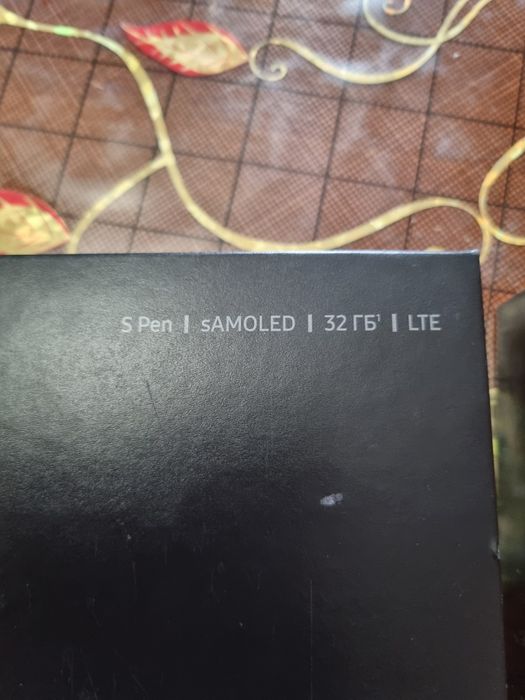 S Pen | sAMOLED | 32 ГБ¹ | LTE